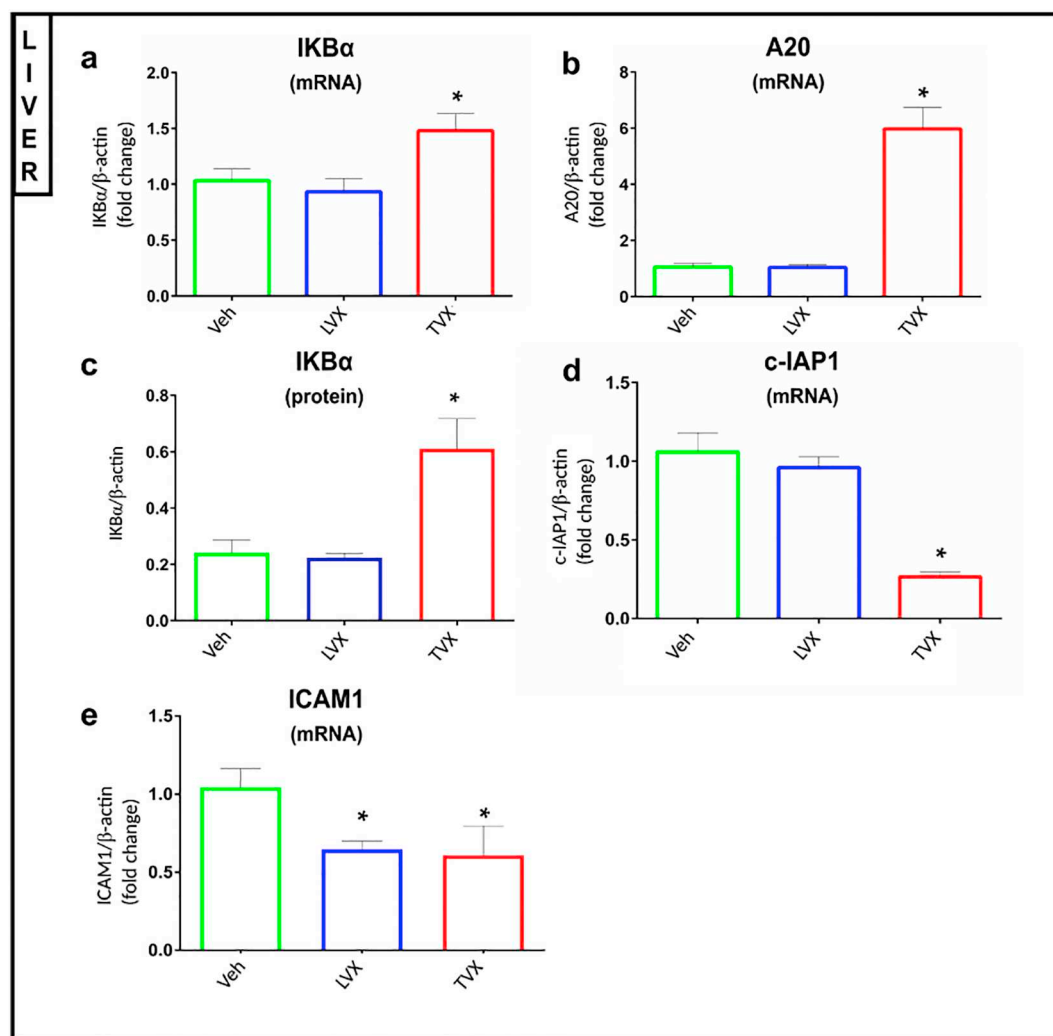 L
I
V
E
R
a
IKBα
(mRNA)
IKBα/β-actin
(fold change)
2.0
1.5
1.0
0.5
0.0
*
Veh
LVX
TVX
b
A20
(mRNA)
A20/β-actin
(fold change)
8
6
4
2
0
*
Veh
LVX
TVX
c
IKBα
(protein)
IKBα/β-actin
0.8
0.6
0.4
0.2
0.0
*
Veh
LVX
TVX
d
c-IAP1
(mRNA)
c-IAP1/β-actin
(fold change)
1.5
1.0
0.5
0.0
*
Veh
LVX
TVX
e
ICAM1
(mRNA)
ICAM1/β-actin
(fold change)
1.5
1.0
0.5
0.0
*
*
Veh
LVX
TVX